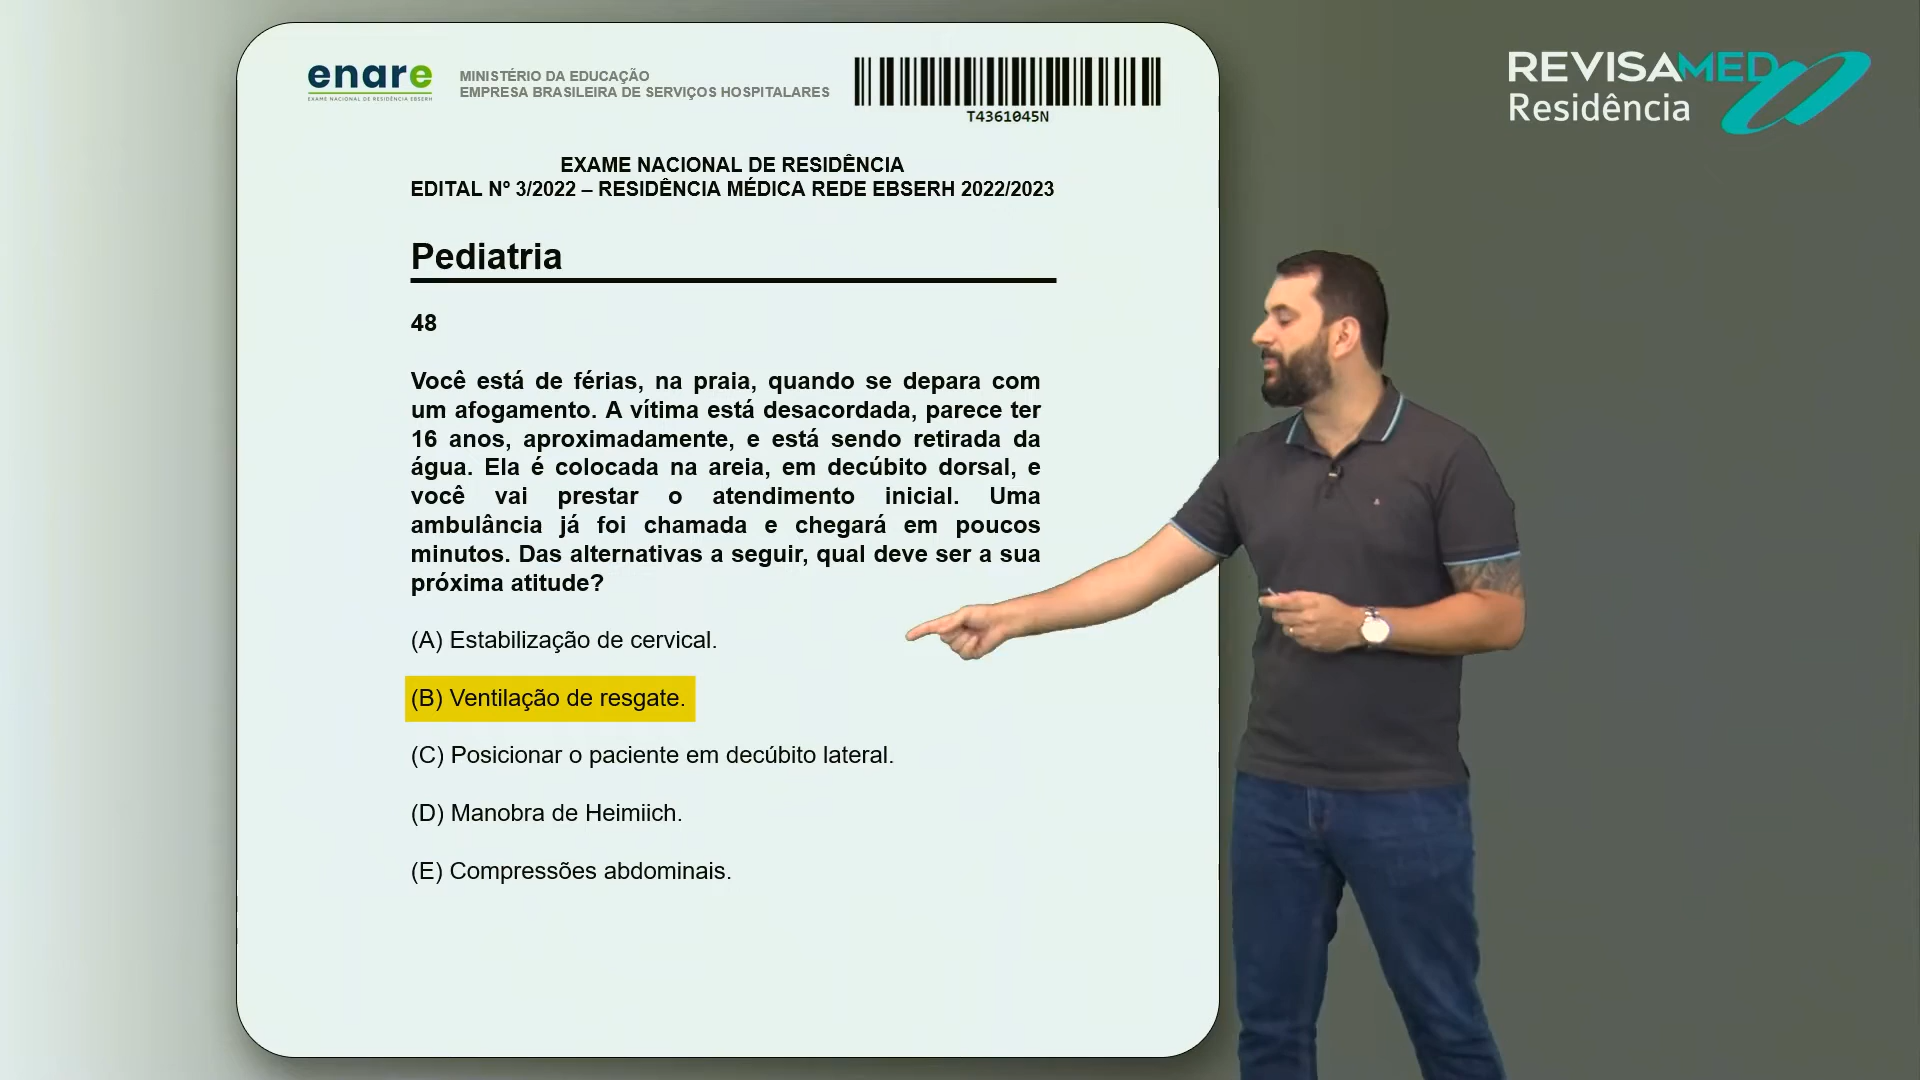 enare
EXAME NACIONAL DE RESIDÊNCIA EBSERH
MINISTÉRIO DA EDUCAÇÃO
EMPRESA BRASILEIRA DE SERVIÇOS HOSPITALARES
T4361045N
REVISAMED
Residência
EXAME NACIONAL DE RESIDÊNCIA
EDITAL Nº 3/2022 – RESIDÊNCIA MÉDICA REDE EBSERH 2022/2023
Pediatria
48
Você está de férias, na praia, quando se depara com
um afogamento. A vítima está desacordada, parece ter
16 anos, aproximadamente, e está sendo retirada da
água. Ela é colocada na areia, em decúbito dorsal, e
você vai prestar o atendimento inicial. Uma
ambulância já foi chamada e chegará em poucos
minutos. Das alternativas a seguir, qual deve ser a sua
próxima atitude?
(A) Estabilização de cervical.
(B) Ventilação de resgate.
(C) Posicionar o paciente em decúbito lateral.
(D) Manobra de Heimiich.
(E) Compressões abdominais.